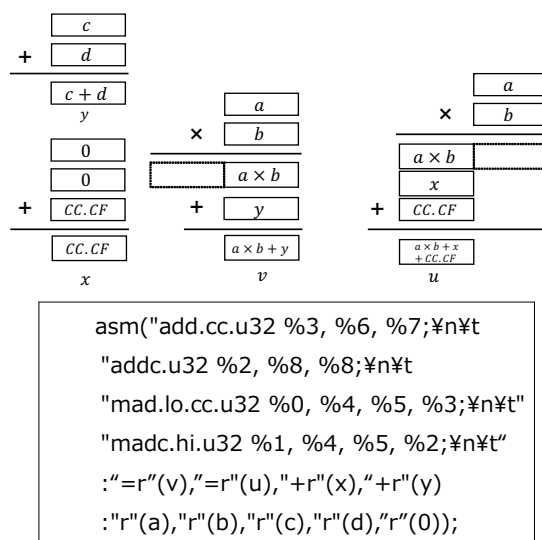 c
+ d
c + d
y
0
0
+ CC.CF
CC.CF
x
a
× b
a × b
+ y
a × b + y
v
a
× b
a × b
x
+ CC.CF
a × b + x
+ CC.CF
u
asm("add.cc.u32 %3, %6, %7;¥n¥t
"addc.u32 %2, %8, %8;¥n¥t
"mad.lo.cc.u32 %0, %4, %5, %3;¥n¥t"
"madc.hi.u32 %1, %4, %5, %2;¥n¥t“
:“=r”(v),”=r"(u),"+r"(x),“+r"(y)
:"r"(a),"r"(b),"r"(c),"r"(d),”r”(0));